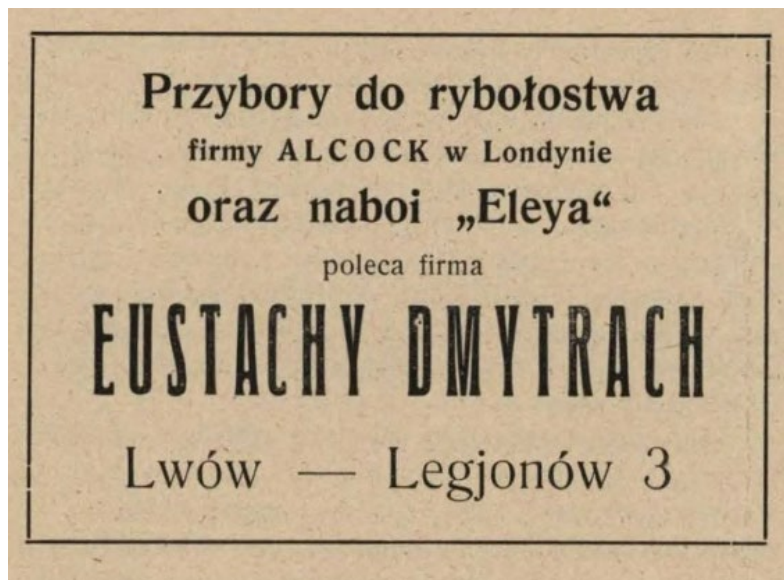 Przybory do rybołostwa
firmy ALCOCK w Londynie
oraz naboi „Eleya“
poleca firma
EUSTACHY DMYTRACH
Lwów — Legjonów 3